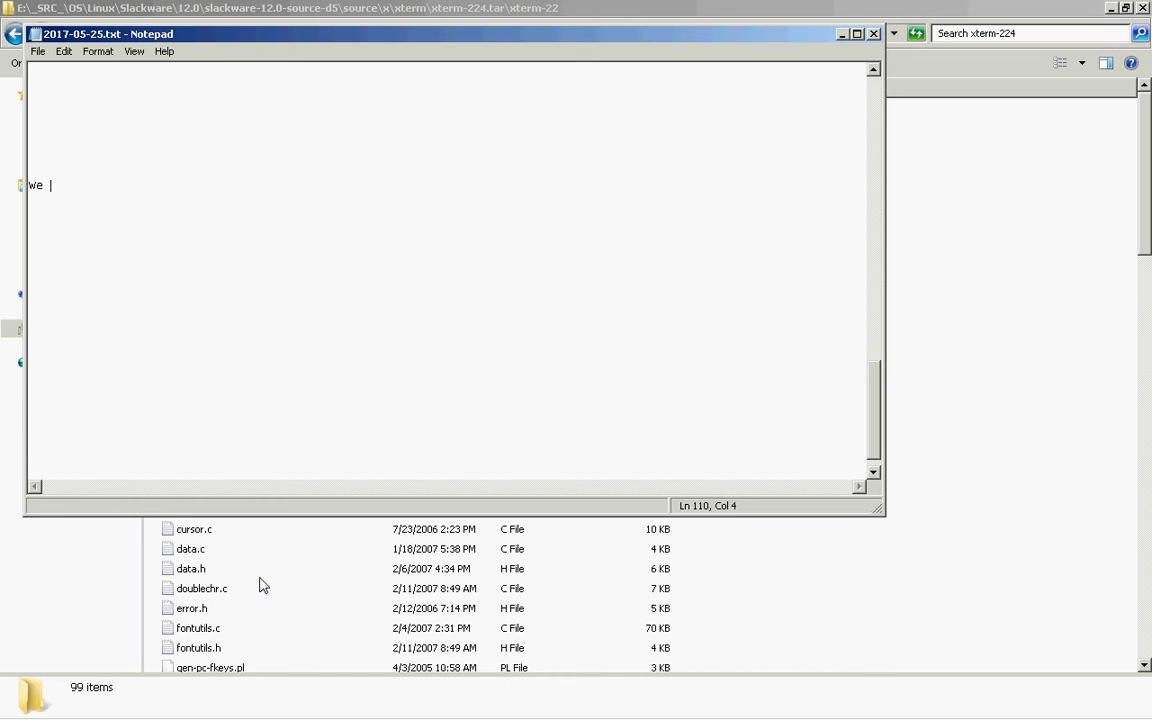 E:\_SRC_\OS\Linux\Slackware\12.0\slackware-12.0-source-d5\source\x\xterm\xterm-224.tar\xterm-22
2017-05-25.txt - Notepad
Search xterm-224
File Edit Format View Help
Or
We
Ln 110, Col 4
cursor.c 7/23/2006 2:23 PM C File 10 KB
data.c 1/18/2007 5:38 PM C File 4 KB
data.h 2/6/2007 4:34 PM H File 6 KB
doublechr.c 2/11/2007 8:49 AM C File 7 KB
error.h 2/12/2006 7:14 PM H File 5 KB
fontutils.c 2/4/2007 2:31 PM C File 70 KB
fontutils.h 2/11/2007 8:49 AM H File 4 KB
gen-pc-fkeys.pl 4/3/2005 10:58 AM PL File 3 KB
99 items